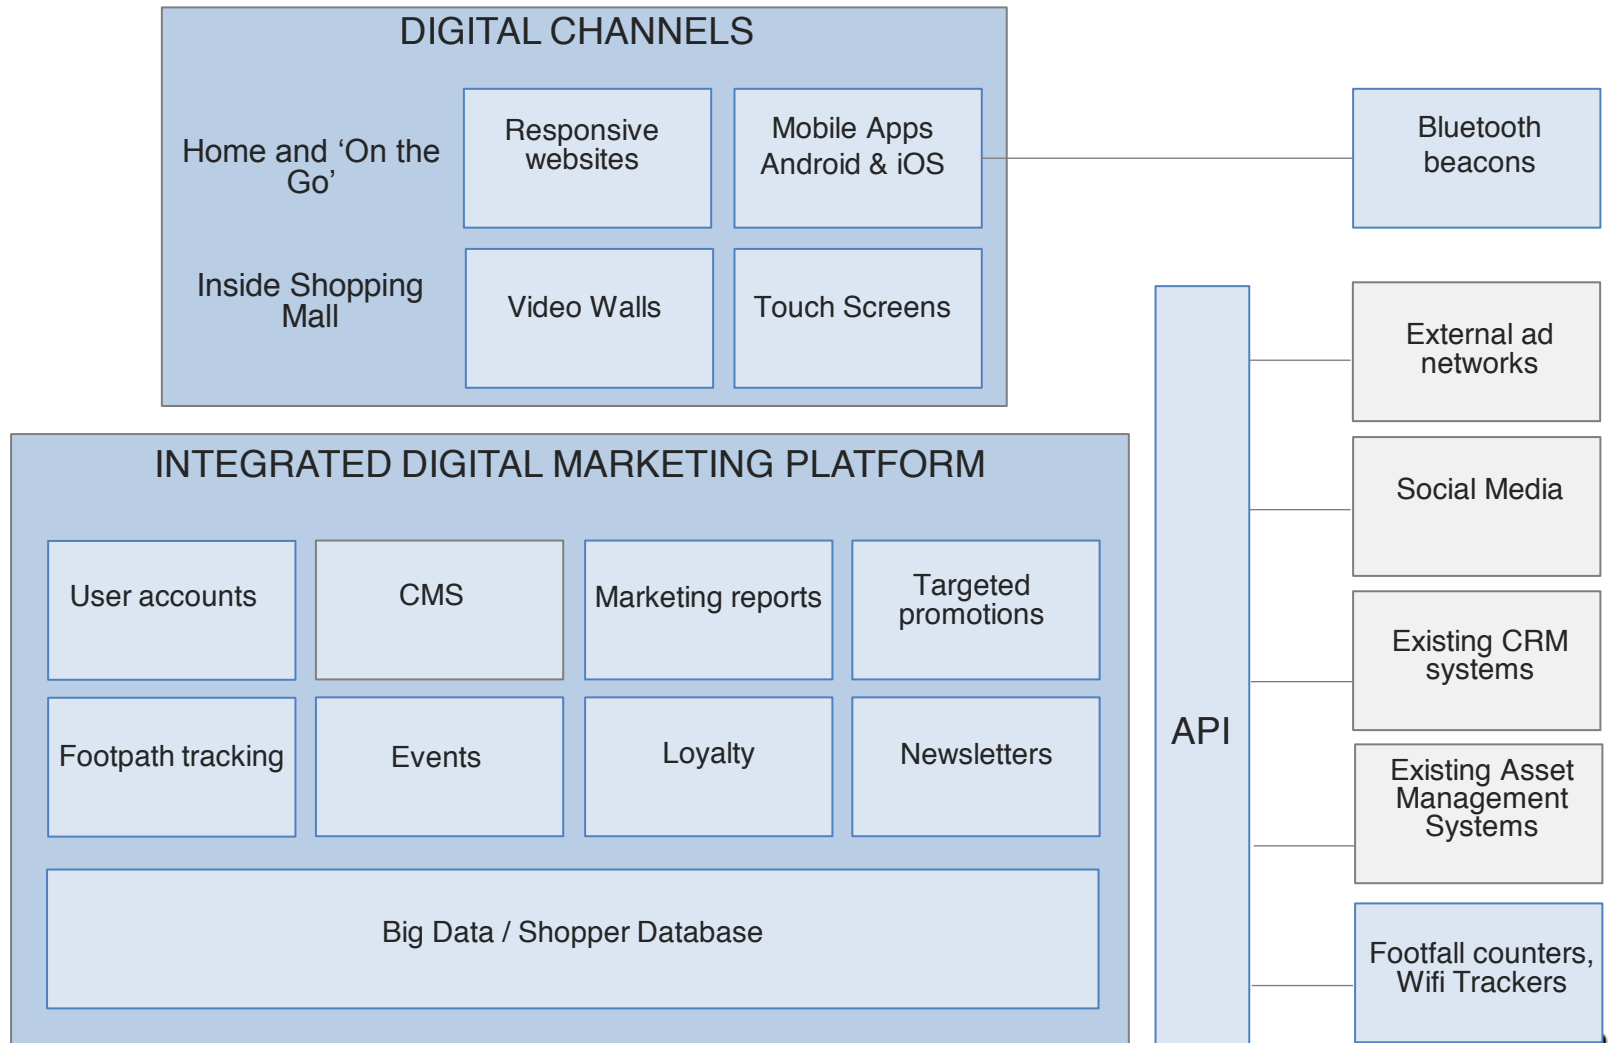 DIGITAL CHANNELS
Home and ‘On the
Go’
Responsive
websites
Mobile Apps
Android & iOS
Bluetooth
beacons
Inside Shopping
Mall
Video Walls
Touch Screens
External ad
networks
Social Media
Existing CRM
systems
Existing Asset
Management
Systems
Footfall counters,
Wifi Trackers
API
INTEGRATED DIGITAL MARKETING PLATFORM
User accounts
CMS
Marketing reports
Targeted
promotions
Footpath tracking
Events
Loyalty
Newsletters
Big Data / Shopper Database